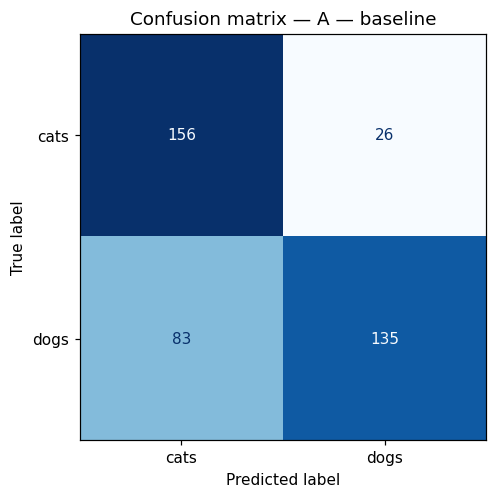 Confusion matrix — A — baseline
True label
cats
156
26
dogs
83
135
cats
dogs
Predicted label